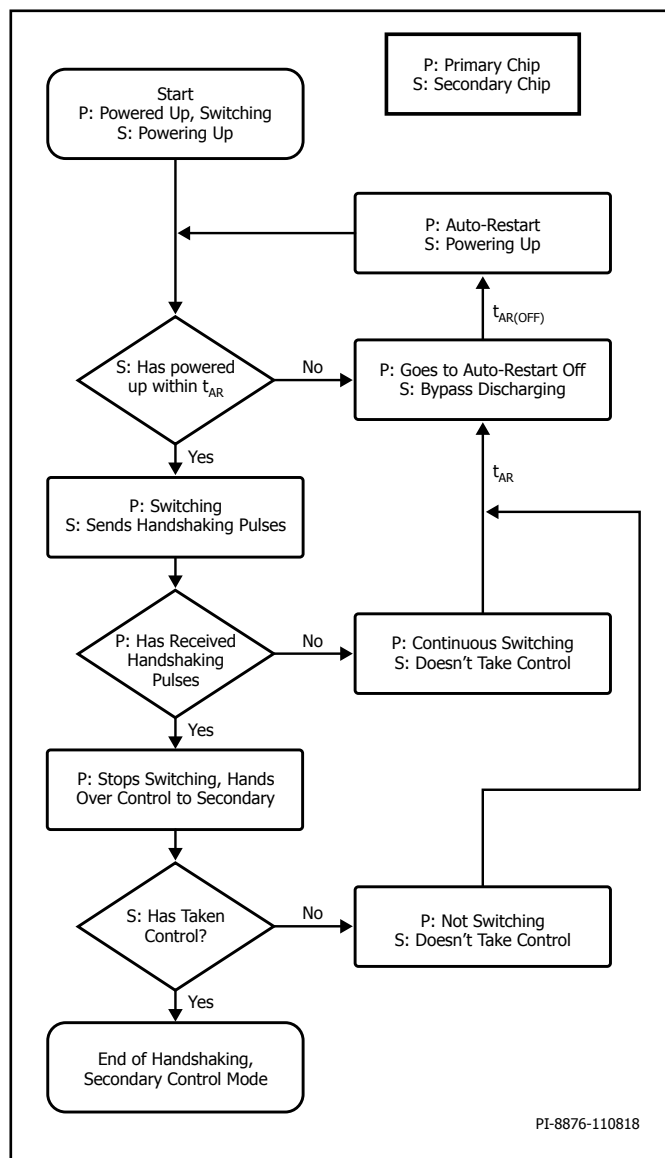 P: Primary Chip
S: Secondary Chip
Start
P: Powered Up, Switching
S: Powering Up
P: Auto-Restart
S: Powering Up
tAR(OFF)
S: Has powered
up within tAR
No
P: Goes to Auto-Restart Off
S: Bypass Discharging
Yes
tAR
P: Switching
S: Sends Handshaking Pulses
P: Has Received
Handshaking
Pulses
No
P: Continuous Switching
S: Doesn’t Take Control
Yes
P: Stops Switching, Hands
Over Control to Secondary
S: Has Taken
Control?
No
P: Not Switching
S: Doesn’t Take Control
Yes
End of Handshaking,
Secondary Control Mode
PI-8876-110818